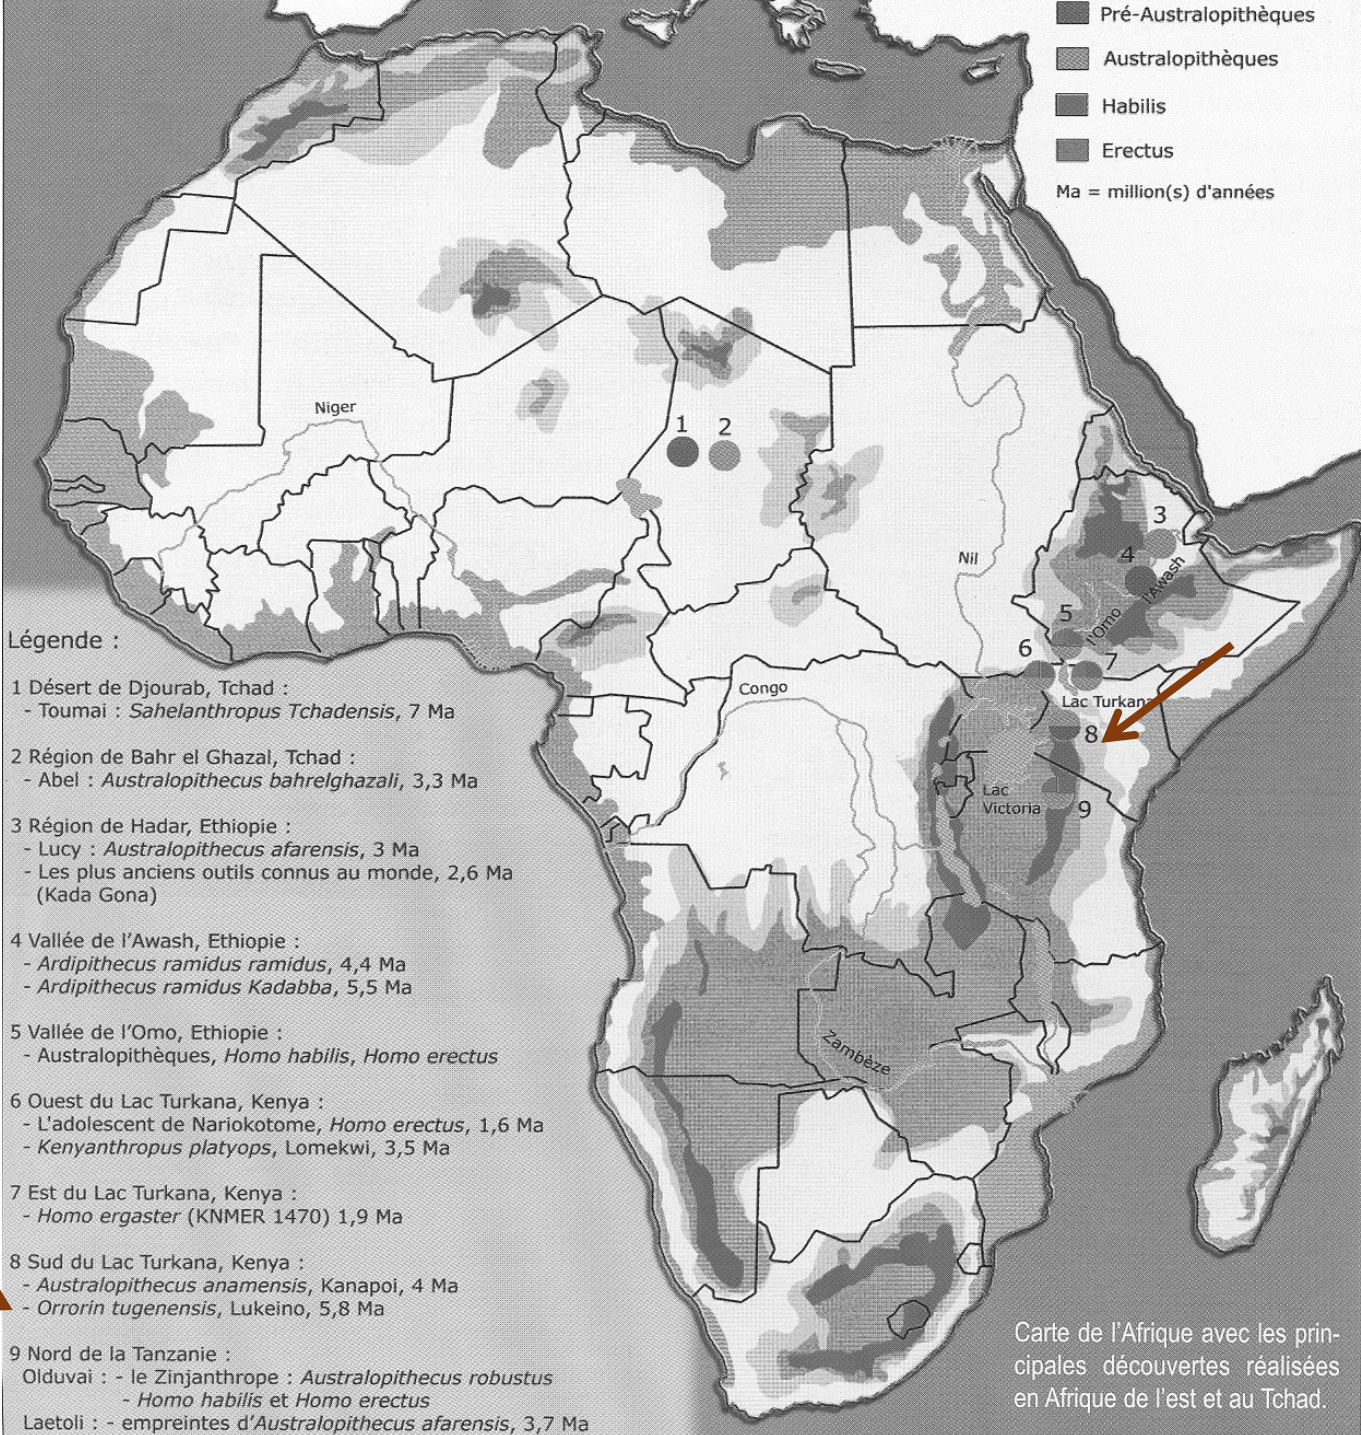 Pré-Australopithèques
Australopithèques
Habilis
Erectus
Ma = million(s) d'années
Niger
1
2
3
4
l'Awash
Nil
5
l'Omo
6
7
Lac Turkana
8
Congo
Lac
Victoria
9
Zambèze
Légende :
1 Désert de Djourab, Tchad :
- Toumai : Sahelanthropus Tchadensis, 7 Ma
2 Région de Bahr el Ghazal, Tchad :
- Abel : Australopithecus bahrelghazali, 3,3 Ma
3 Région de Hadar, Ethiopie :
- Lucy : Australopithecus afarensis, 3 Ma
- Les plus anciens outils connus au monde, 2,6 Ma
(Kada Gona)
4 Vallée de l'Awash, Ethiopie :
- Ardipithecus ramidus ramidus, 4,4 Ma
- Ardipithecus ramidus Kadabba, 5,5 Ma
5 Vallée de l'Omo, Ethiopie :
- Australopithèques, Homo habilis, Homo erectus
6 Ouest du Lac Turkana, Kenya :
- L'adolescent de Nariokotome, Homo erectus, 1,6 Ma
- Kenyanthropus platyops, Lomekwi, 3,5 Ma
7 Est du Lac Turkana, Kenya :
- Homo ergaster (KNMER 1470) 1,9 Ma
8 Sud du Lac Turkana, Kenya :
- Australopithecus anamensis, Kanapoi, 4 Ma
- Orrorin tugenensis, Lukeino, 5,8 Ma
9 Nord de la Tanzanie :
Olduvai : - le Zinjanthrope : Australopithecus robustus
- Homo habilis et Homo erectus
Laetoli : - empreintes d'Australopithecus afarensis, 3,7 Ma
Carte de l'Afrique avec les prin-
cipales découvertes réalisées
en Afrique de l'est et au Tchad.